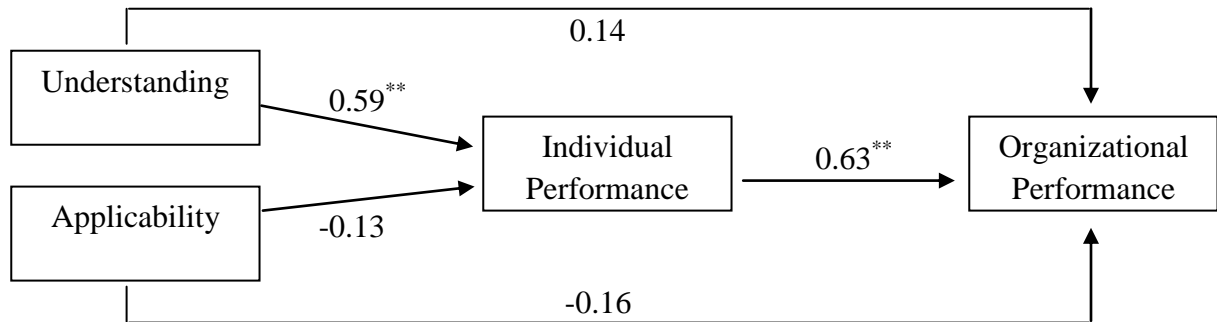 0.14
Understanding
0.59**
Individual
Performance
0.63**
Organizational
Performance
Applicability
-0.13
-0.16